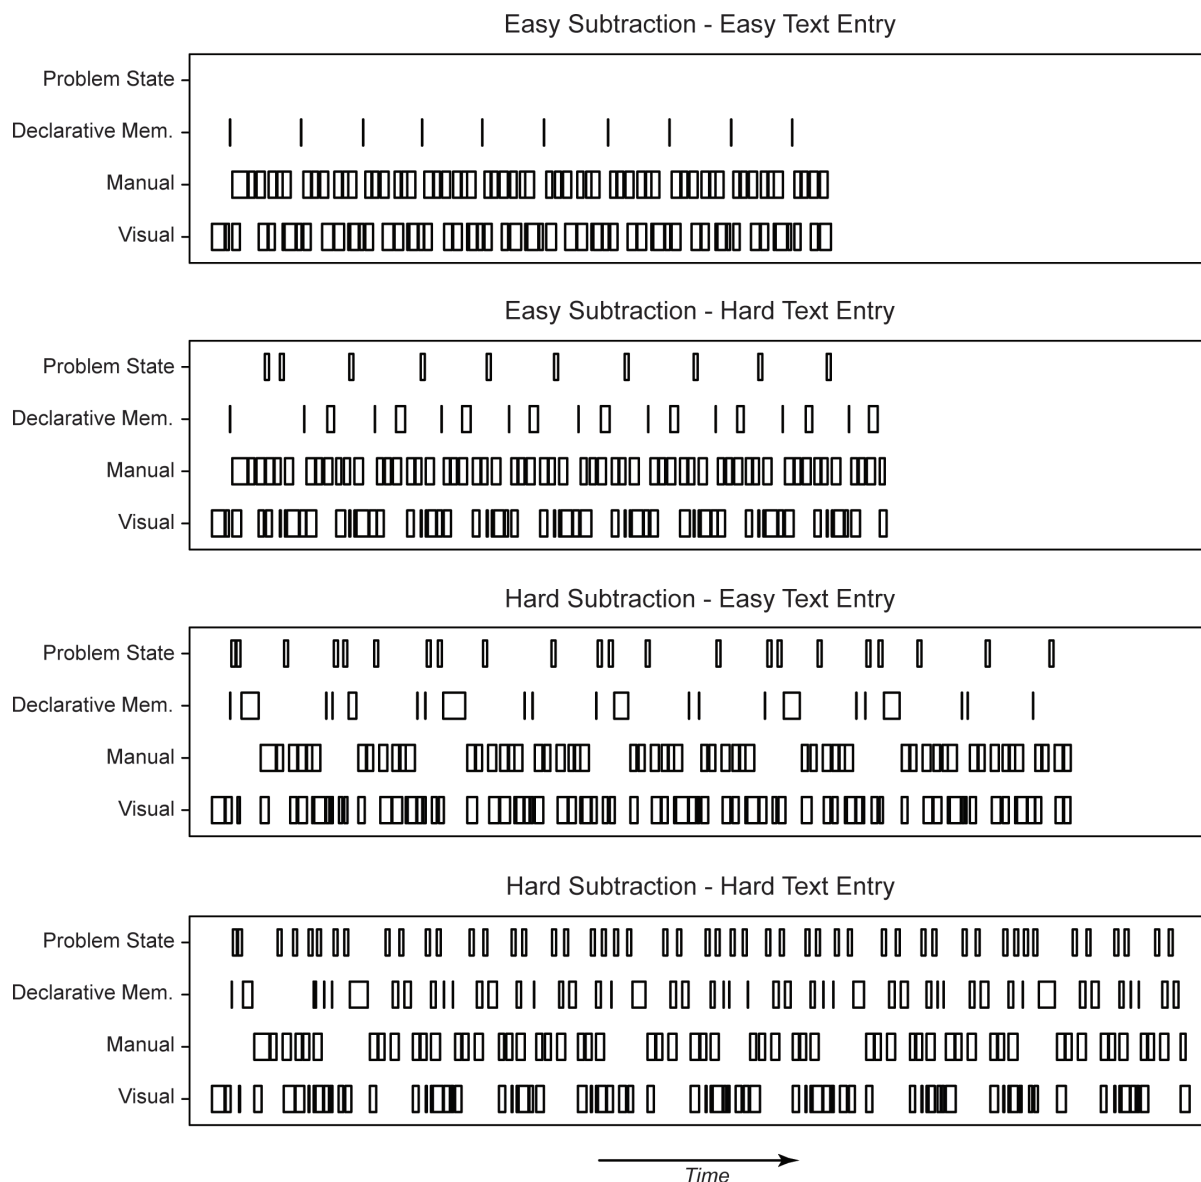 Easy Subtraction - Easy Text Entry
Problem State
Declarative Mem.
Manual
Visual
Easy Subtraction - Hard Text Entry
Problem State
Declarative Mem.
Manual
Visual
Hard Subtraction - Easy Text Entry
Problem State
Declarative Mem.
Manual
Visual
Hard Subtraction - Hard Text Entry
Problem State
Declarative Mem.
Manual
Visual
Time